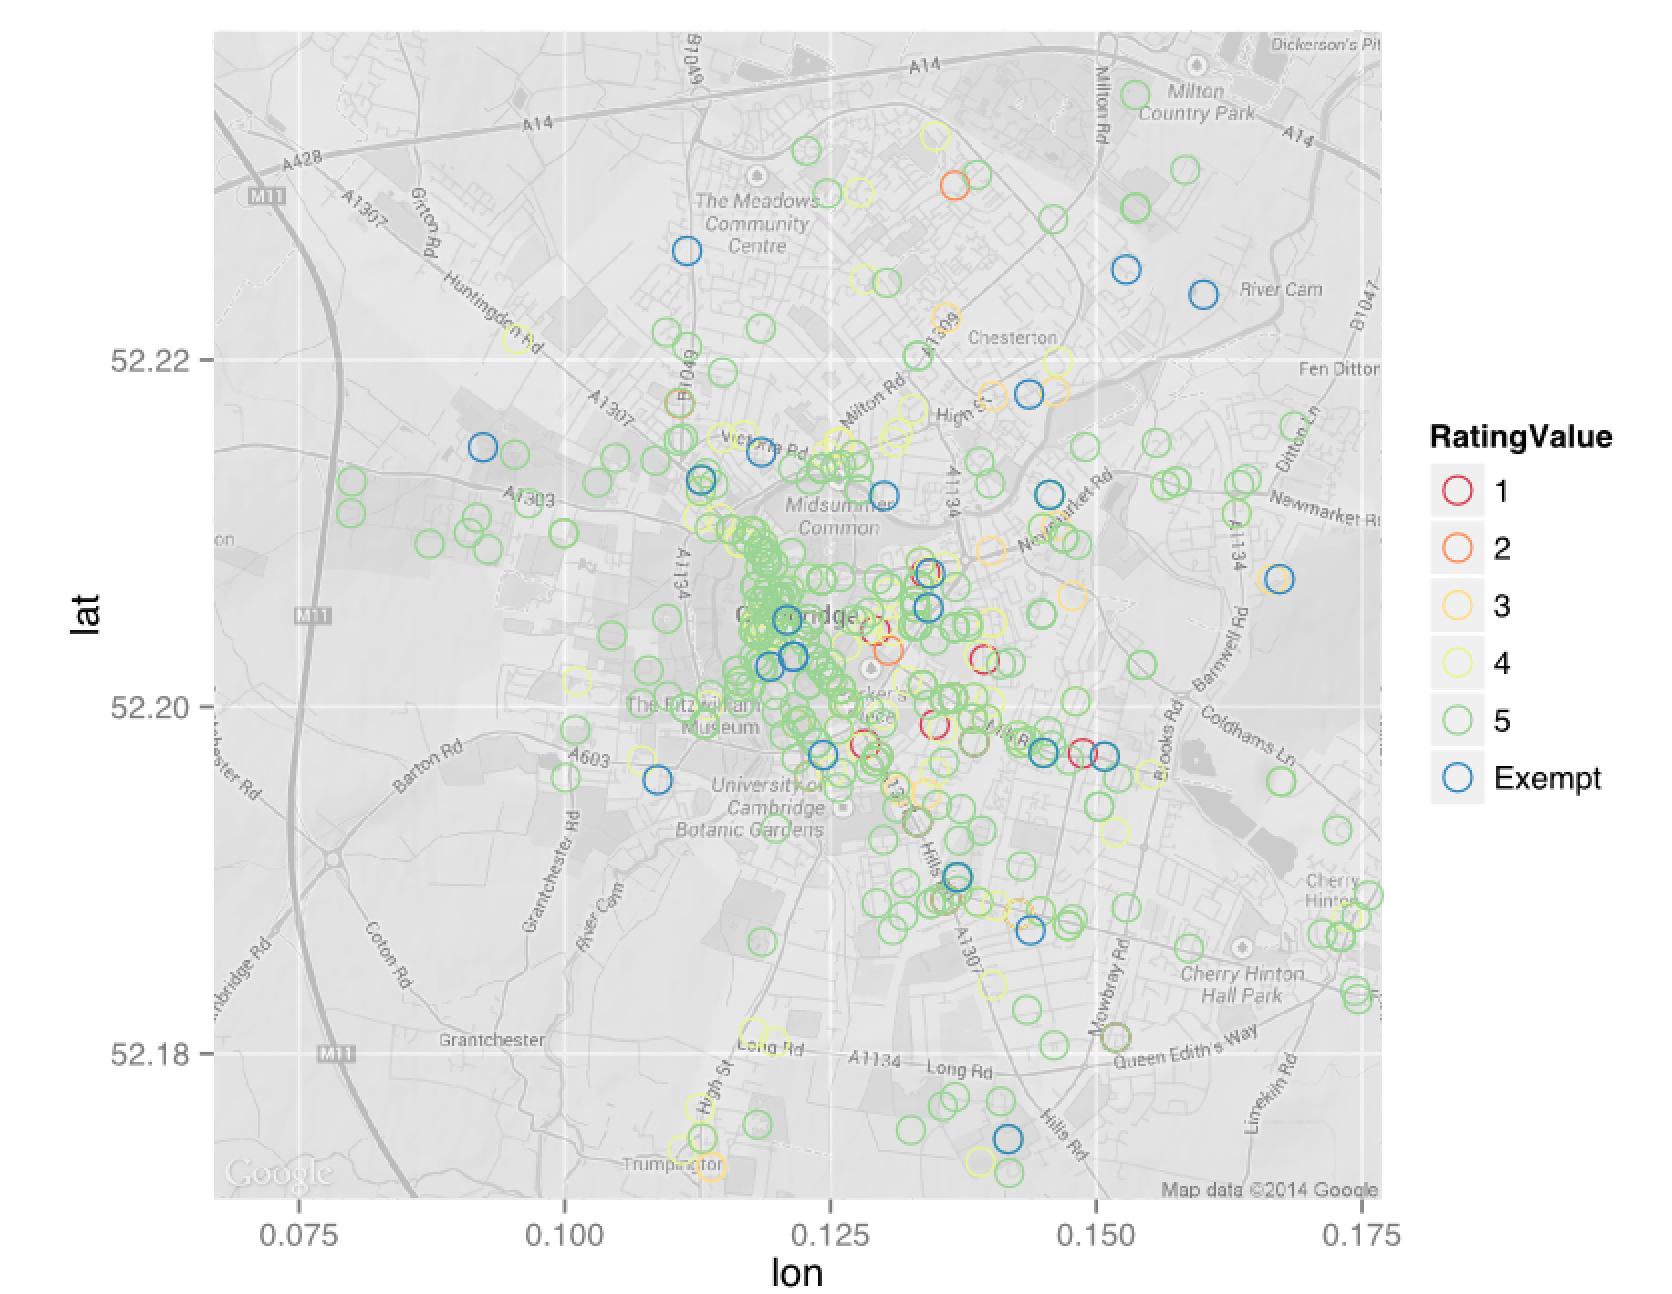 Dickerson's Pit
B1049
A14
Milton Rd
Milton
Country Park
A14
A14
A428
M11
A1307
Girton Rd
The Meadows
Community
Centre
River Cam
B1047
Huntingdon Rd
A1309
Chesterton
52.22
Fen Ditton
B1049
A1307
Milton Rd
High St
Victoria Rd
Ditton Ln
RatingValue
1
A1303
A1134
Newmarket Rd
Midsummer
Common
Newmarket R
on
2
A1134
A1134
3
M11
Cambridge
lat
Barnwell Rd
4
52.20
The Fitzwilliam
Museum
Parker's
Piece
Mill R
Coldhams Ln
5
Brooks Rd
Barton Rd
A603
Exempt
University of
Cambridge
Botanic Gardens
Grantchester Rd
Hills
Cherry
Hinton
River Cam
Coton Rd
A1307
Cherry Hinton
Hall Park
mbridge Rd
Mowbray Rd
52.18
Grantchester
M11
Long Rd
A1134
Long Rd
Queen Edith's Way
High St
Limekiln Rd
Hills Rd
Trumpington
Google
Map data ©2014 Google
0.075
0.100
0.125
0.150
0.175
lon